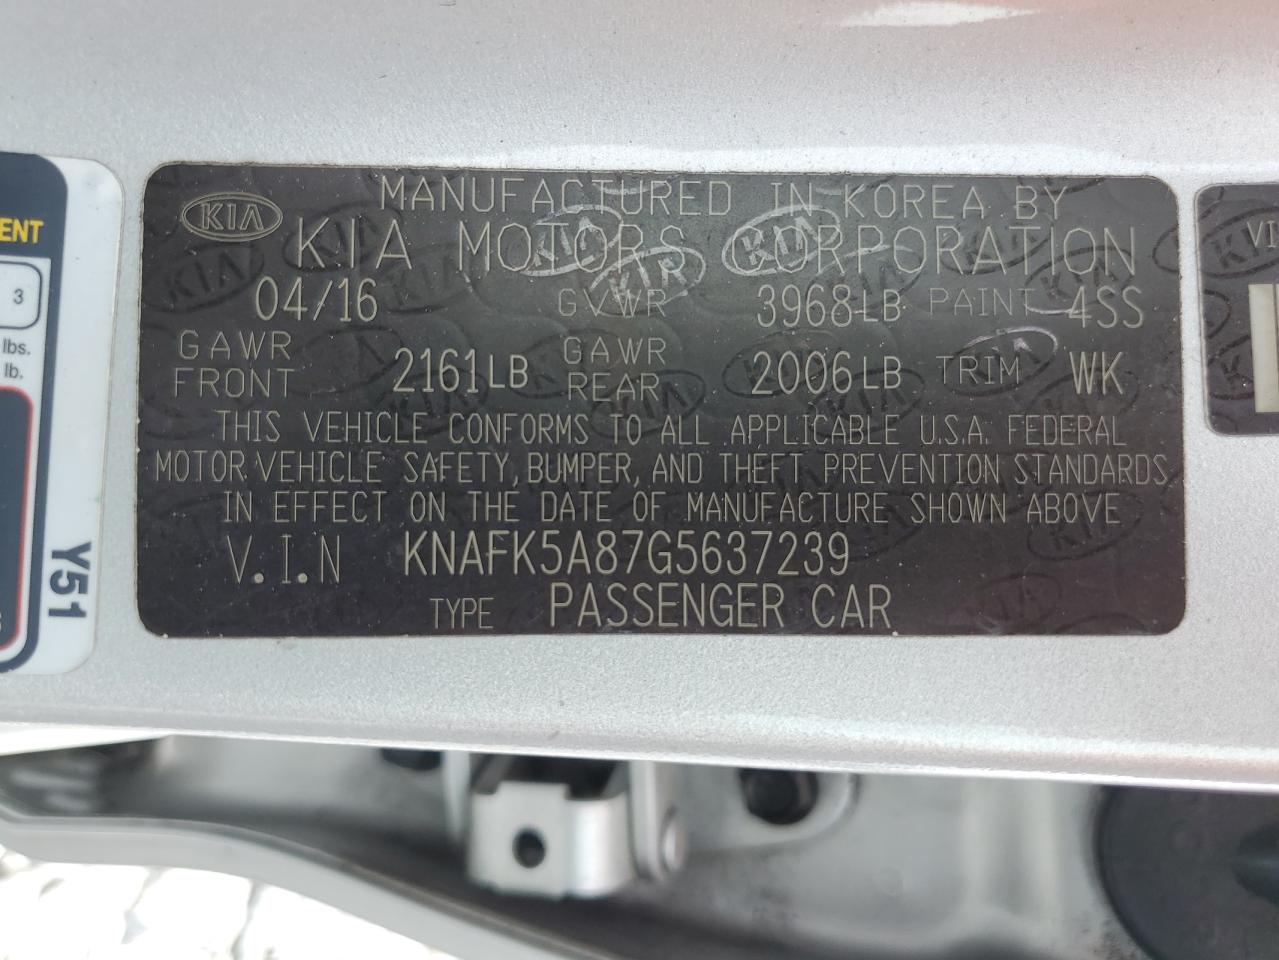 MANUFACTURED IN KOREA BY
KIA
KIA MOTORS CORPORATION
04/16 GVWR 3968LB PAINT 4SS
GAWR FRONT 2161LB GAWR REAR 2006LB TRIM WK
THIS VEHICLE CONFORMS TO ALL APPLICABLE U.S.A. FEDERAL
MOTOR VEHICLE SAFETY, BUMPER, AND THEFT PREVENTION STANDARDS
IN EFFECT ON THE DATE OF MANUFACTURE SHOWN ABOVE
V.I.N KNAFK5A87G5637239
TYPE PASSENGER CAR
3
lbs.
lb.
Y51